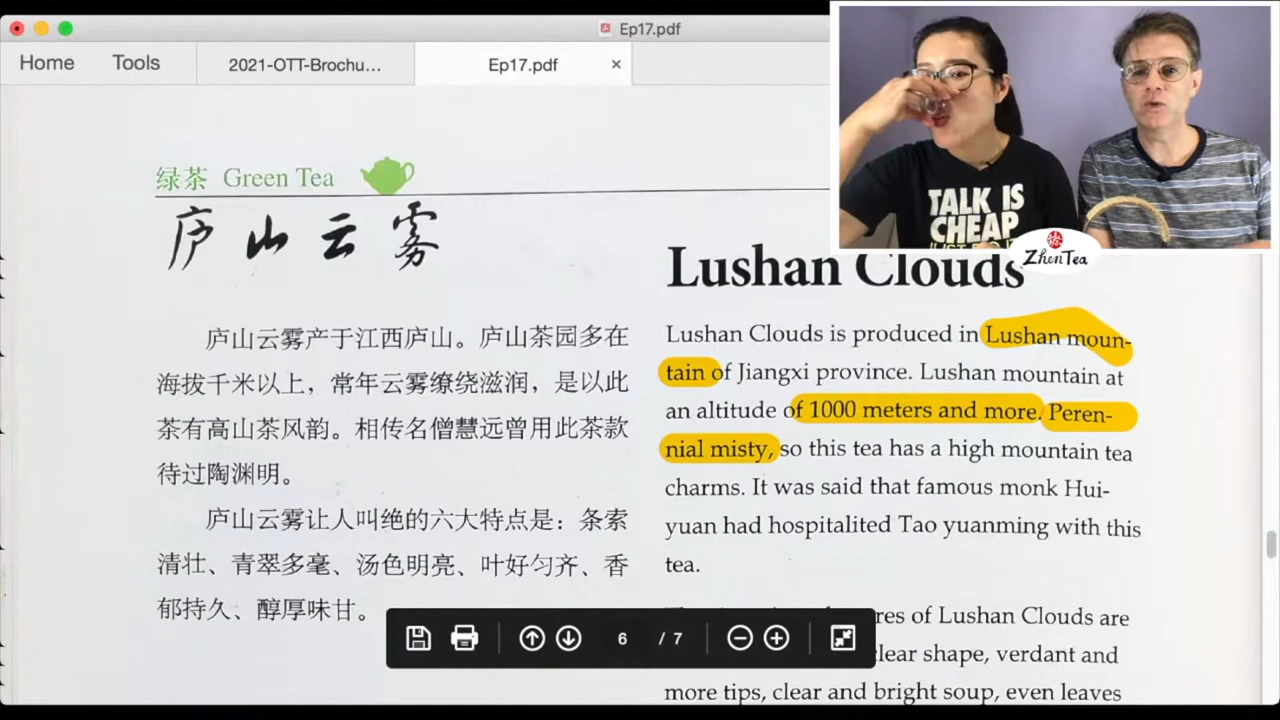 Ep17.pdf
Home
Tools
2021-OTT-Brochu...
Ep17.pdf
×
TALK IS
CHEAP
ZhenTea
绿茶 Green Tea
庐山云雾
庐山云雾产于江西庐山。庐山茶园多在
海拔千米以上，常年云雾缭绕滋润，是以此
茶有高山茶风韵。相传名僧慧远曾用此茶款
待过陶渊明。
庐山云雾让人叫绝的六大特点是：条索
清壮、青翠多毫、汤色明亮、叶好匀齐、香
郁持久、醇厚味甘。
Lushan Clouds
Lushan Clouds is produced in Lushan moun-
tain of Jiangxi province. Lushan mountain at
an altitude of 1000 meters and more. Peren-
nial misty, so this tea has a high mountain tea
charms. It was said that famous monk Hui-
yuan had hospitalited Tao yuanming with this
tea.
of Lushan Clouds are
shape, verdant and
more tips, clear and bright soup, even leaves
6 / 7